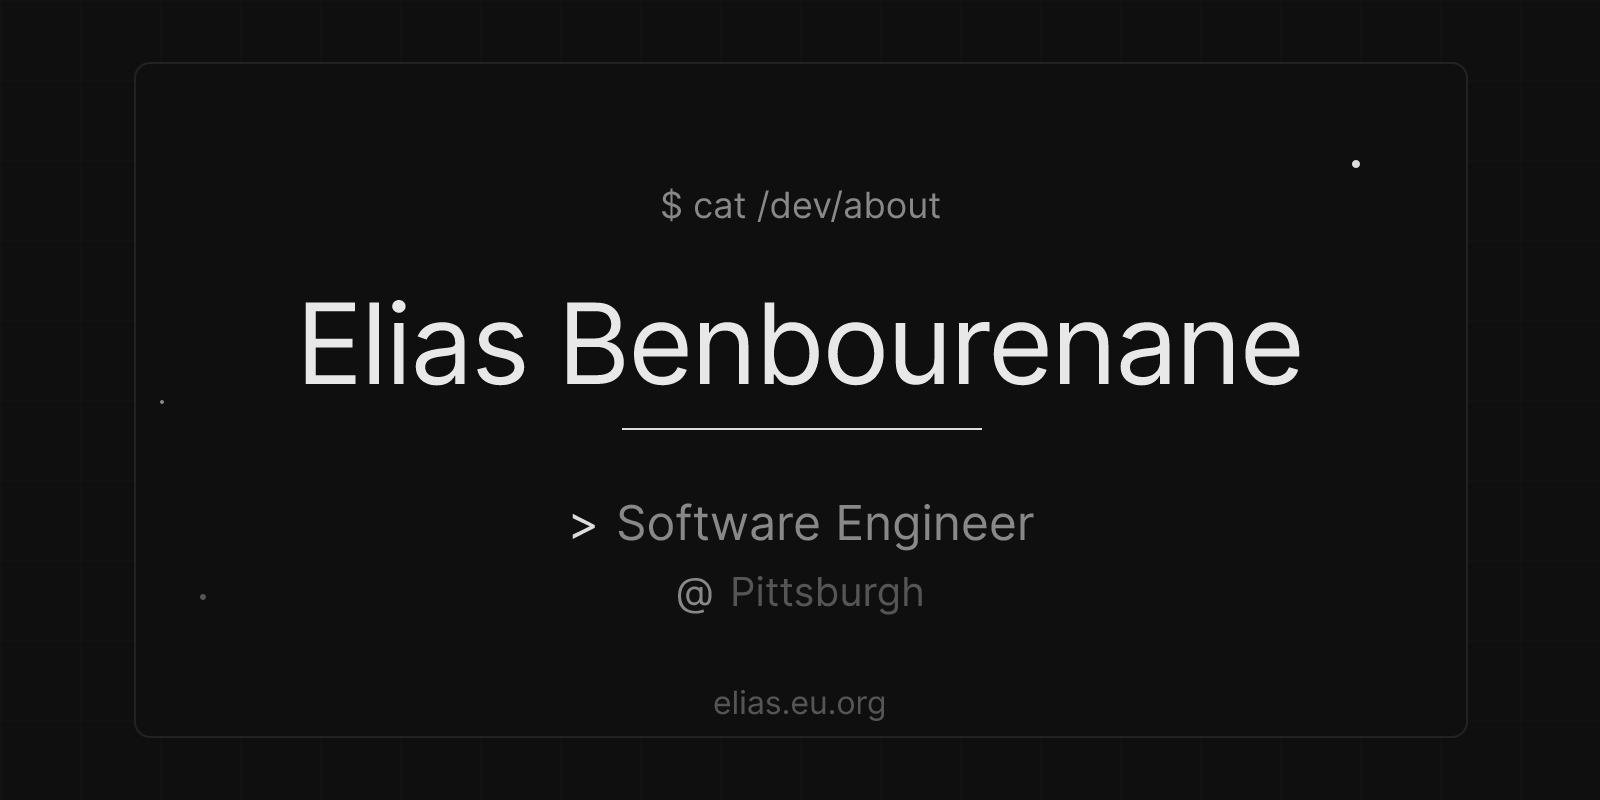 $ cat /dev/about
Elias Benbourenane
> Software Engineer
@ Pittsburgh
elias.eu.org